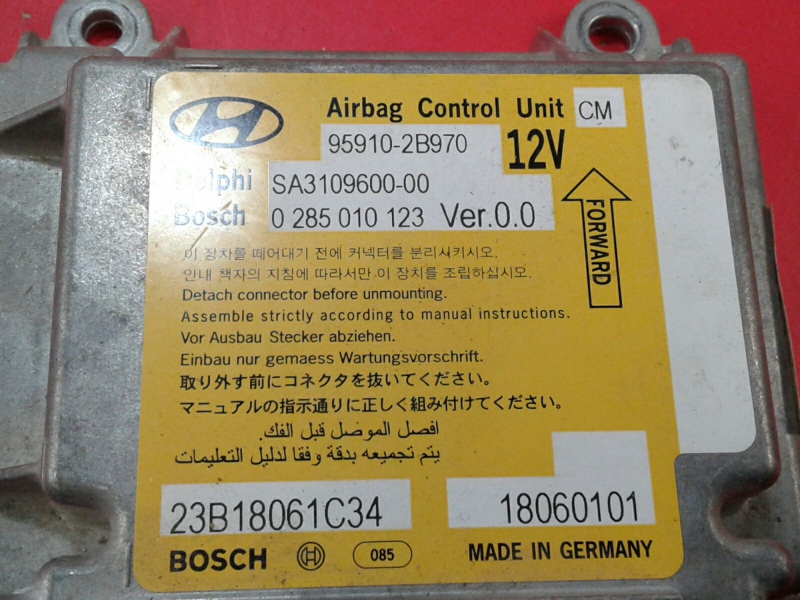 Airbag Control Unit CM
95910-2B970 12V
Delphi SA3109600-00
Bosch 0 285 010 123 Ver.0.0
FORWARD
이 장치를 떼어내기 전에 커넥터를 분리시키시오.
안내 책자의 지침에 따라서만 이 장치를 조립하십시오.
Detach connector before unmounting.
Assemble strictly according to manual instructions.
Vor Ausbau Stecker abziehen.
Einbau nur gemaess Wartungsvorschrift.
取り外す前にコネクタを抜いてください。
マニュアルの指示通りに正しく組み付けてください。
افصل الموصل قبل الفك.
يتم تجميعه بدقة وفقا لدليل التعليمات
23B18061C34 18060101
BOSCH 085 MADE IN GERMANY